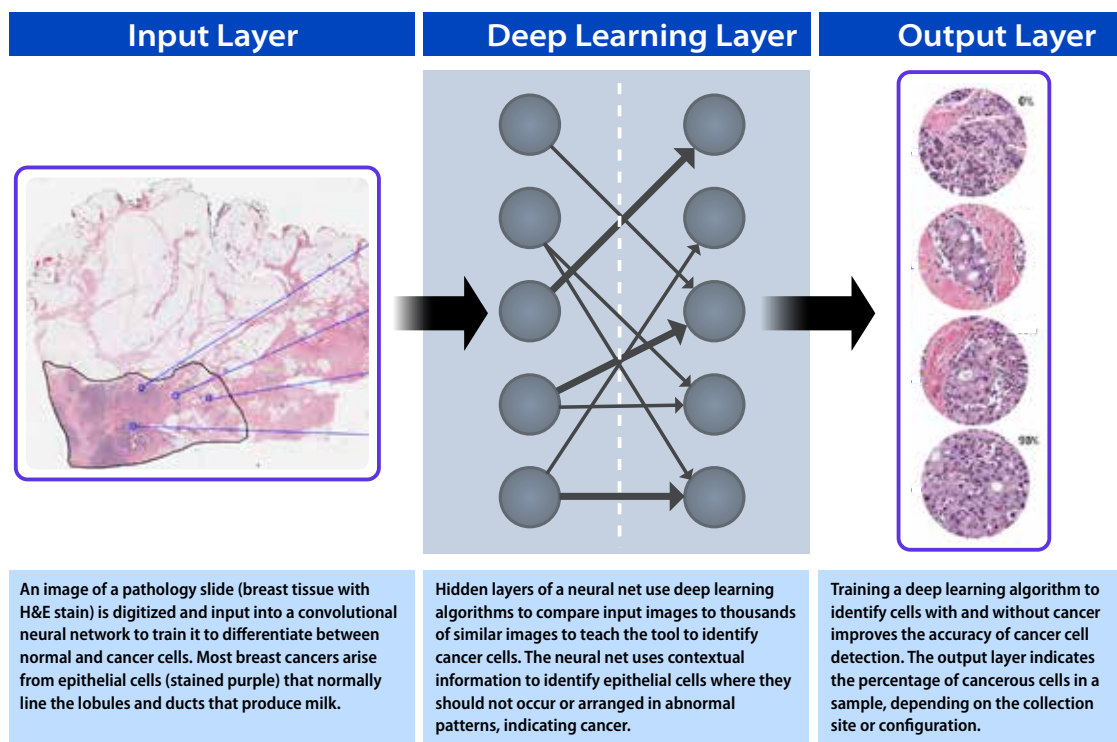 Input Layer
Deep Learning Layer
Output Layer
0%
98%
An image of a pathology slide (breast tissue with
H&E stain) is digitized and input into a convolutional
neural network to train it to differentiate between
normal and cancer cells. Most breast cancers arise
from epithelial cells (stained purple) that normally
line the lobules and ducts that produce milk.
Hidden layers of a neural net use deep learning
algorithms to compare input images to thousands
of similar images to teach the tool to identify
cancer cells. The neural net uses contextual
information to identify epithelial cells where they
should not occur or arranged in abnormal
patterns, indicating cancer.
Training a deep learning algorithm to
identify cells with and without cancer
improves the accuracy of cancer cell
detection. The output layer indicates
the percentage of cancerous cells in a
sample, depending on the collection
site or configuration.